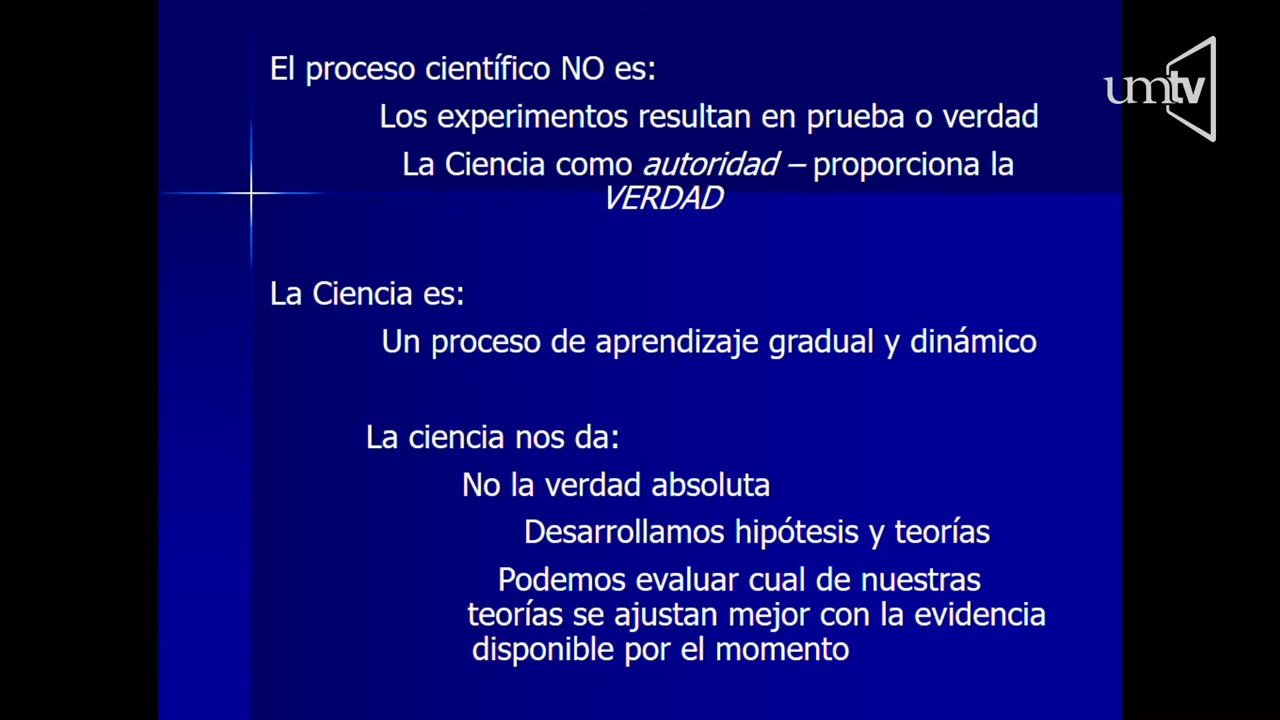 El proceso científico NO es:
Los experimentos resultan en prueba o verdad
La Ciencia como autoridad – proporciona la
VERDAD
La Ciencia es:
Un proceso de aprendizaje gradual y dinámico
La ciencia nos da:
No la verdad absoluta
Desarrollamos hipótesis y teorías
Podemos evaluar cual de nuestras
teorías se ajustan mejor con la evidencia
disponible por el momento
umtv